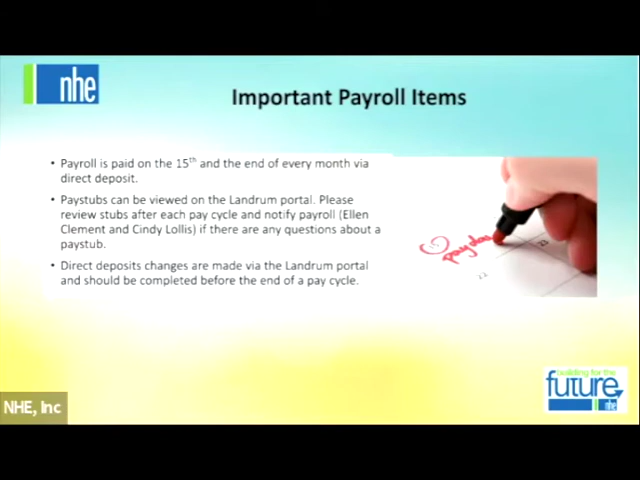 nhe
Important Payroll Items
• Payroll is paid on the 15th and the end of every month via
direct deposit.
• Paystubs can be viewed on the Landrum portal. Please
review stubs after each pay cycle and notify payroll (Ellen
Clement and Cindy Lollis) if there are any questions about a
paystub.
• Direct deposits changes are made via the Landrum portal
and should be completed before the end of a pay cycle.
payday
23
22
NHE, Inc
building for the
future
nhe